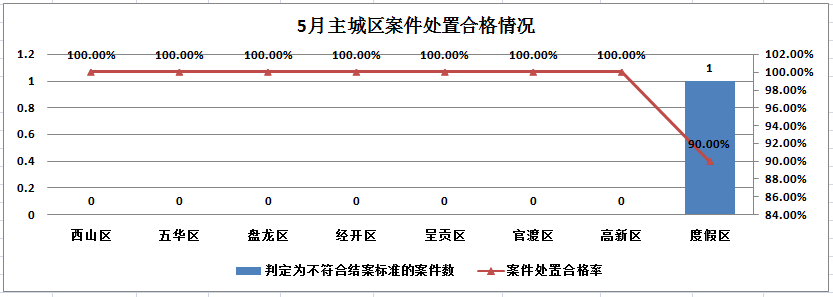 5月主城区案件处置合格情况
1.2 100.00% 100.00% 100.00% 100.00% 100.00% 100.00% 100.00% 1 102.00%
1 100.00%
0.8 98.00%
96.00%
0.6 94.00%
92.00%
0.4 90.00% 90.00%
88.00%
0.2 0 0 0 0 0 0 0 86.00%
0 84.00%
西山区 五华区 盘龙区 经开区 呈贡区 官渡区 高新区 度假区
判定为不符合结案标准的案件数 案件处置合格率